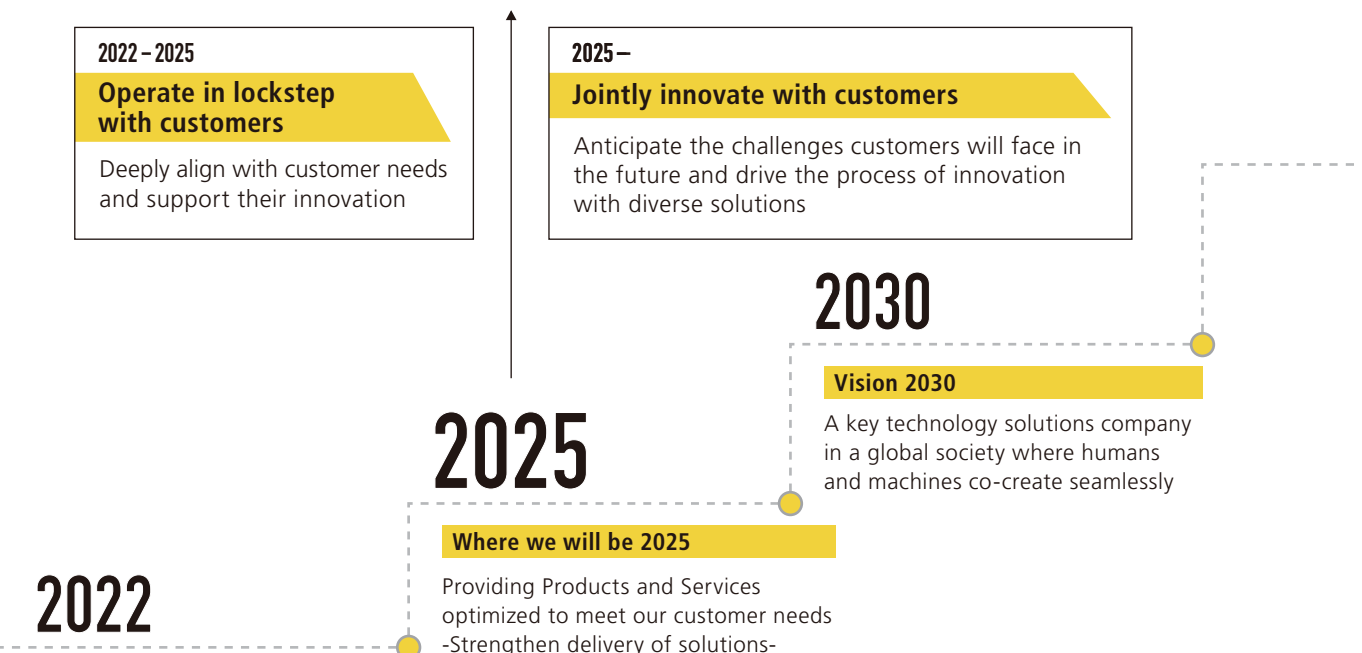 2022 – 2025
Operate in lockstep
with customers
Deeply align with customer needs
and support their innovation
2025 –
Jointly innovate with customers
Anticipate the challenges customers will face in
the future and drive the process of innovation
with diverse solutions
2030
Vision 2030
A key technology solutions company
in a global society where humans
and machines co-create seamlessly
2025
Where we will be 2025
Providing Products and Services
optimized to meet our customer needs
-Strengthen delivery of solutions-
2022